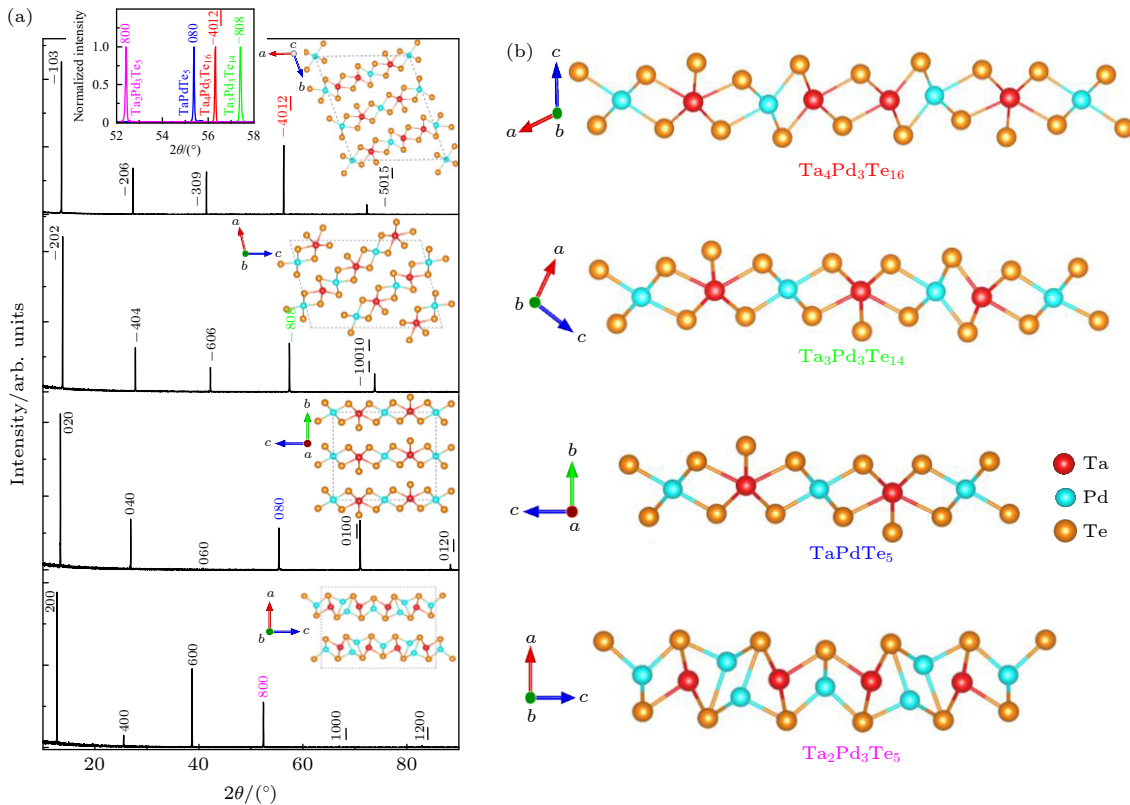 (a)
Normalized intensity
1.0
0.5
0
52
54
56
58
2θ/(°)
800
080
−4012
−808
Ta2Pd3Te5
TaPdTe5
Ta4Pd3Te16
Ta3Pd3Te14
−103
−206
−309
−4012
−5015
a
c
b
−202
−404
−606
−808
−10010
a
b
c
020
040
060
080
0100
0120
b
c
a
200
400
600
800
1000
1200
a
b
c
Intensity/arb. units
20
40
60
80
2θ/(°)
(b)
c
a
b
Ta4Pd3Te16
a
b
c
Ta3Pd3Te14
b
c
a
TaPdTe5
Ta
Pd
Te
a
b
c
Ta2Pd3Te5